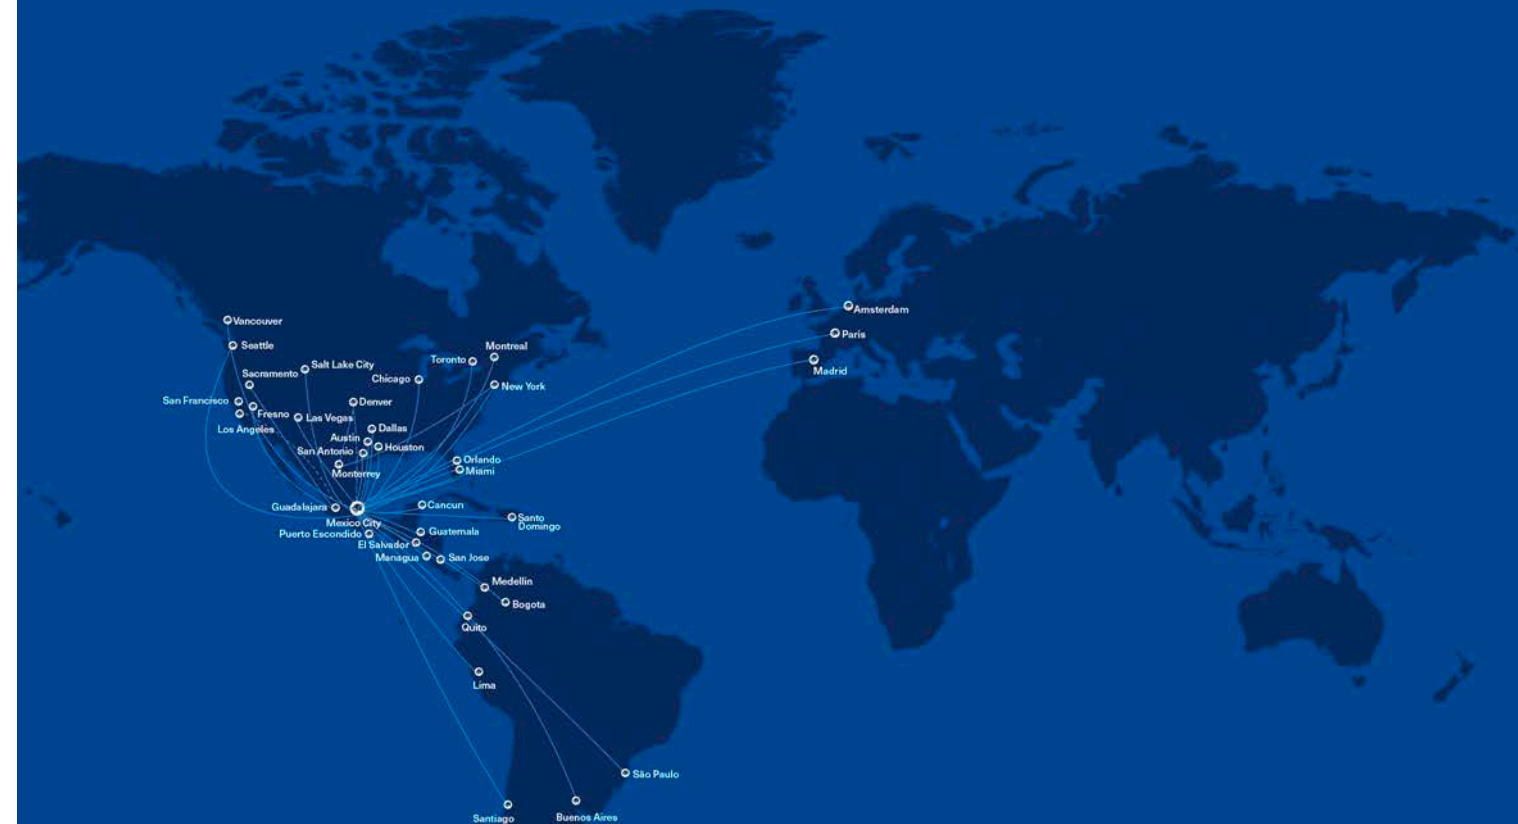 Vancouver
Seattle
Salt Lake City
Sacramento
San Francisco
Fresno
Los Angeles
Las Vegas
Denver
Chicago
Toronto
Montreal
New York
Dallas
Austin
Houston
San Antonio
Monterrey
Orlando
Miami
Guadalajara
Mexico City
Cancun
Santo
Domingo
Puerto Escondido
Guatemala
El Salvador
Managua
San Jose
Medellin
Bogota
Quito
Lima
São Paulo
Santiago
Buenos Aires
Amsterdam
Paris
Madrid